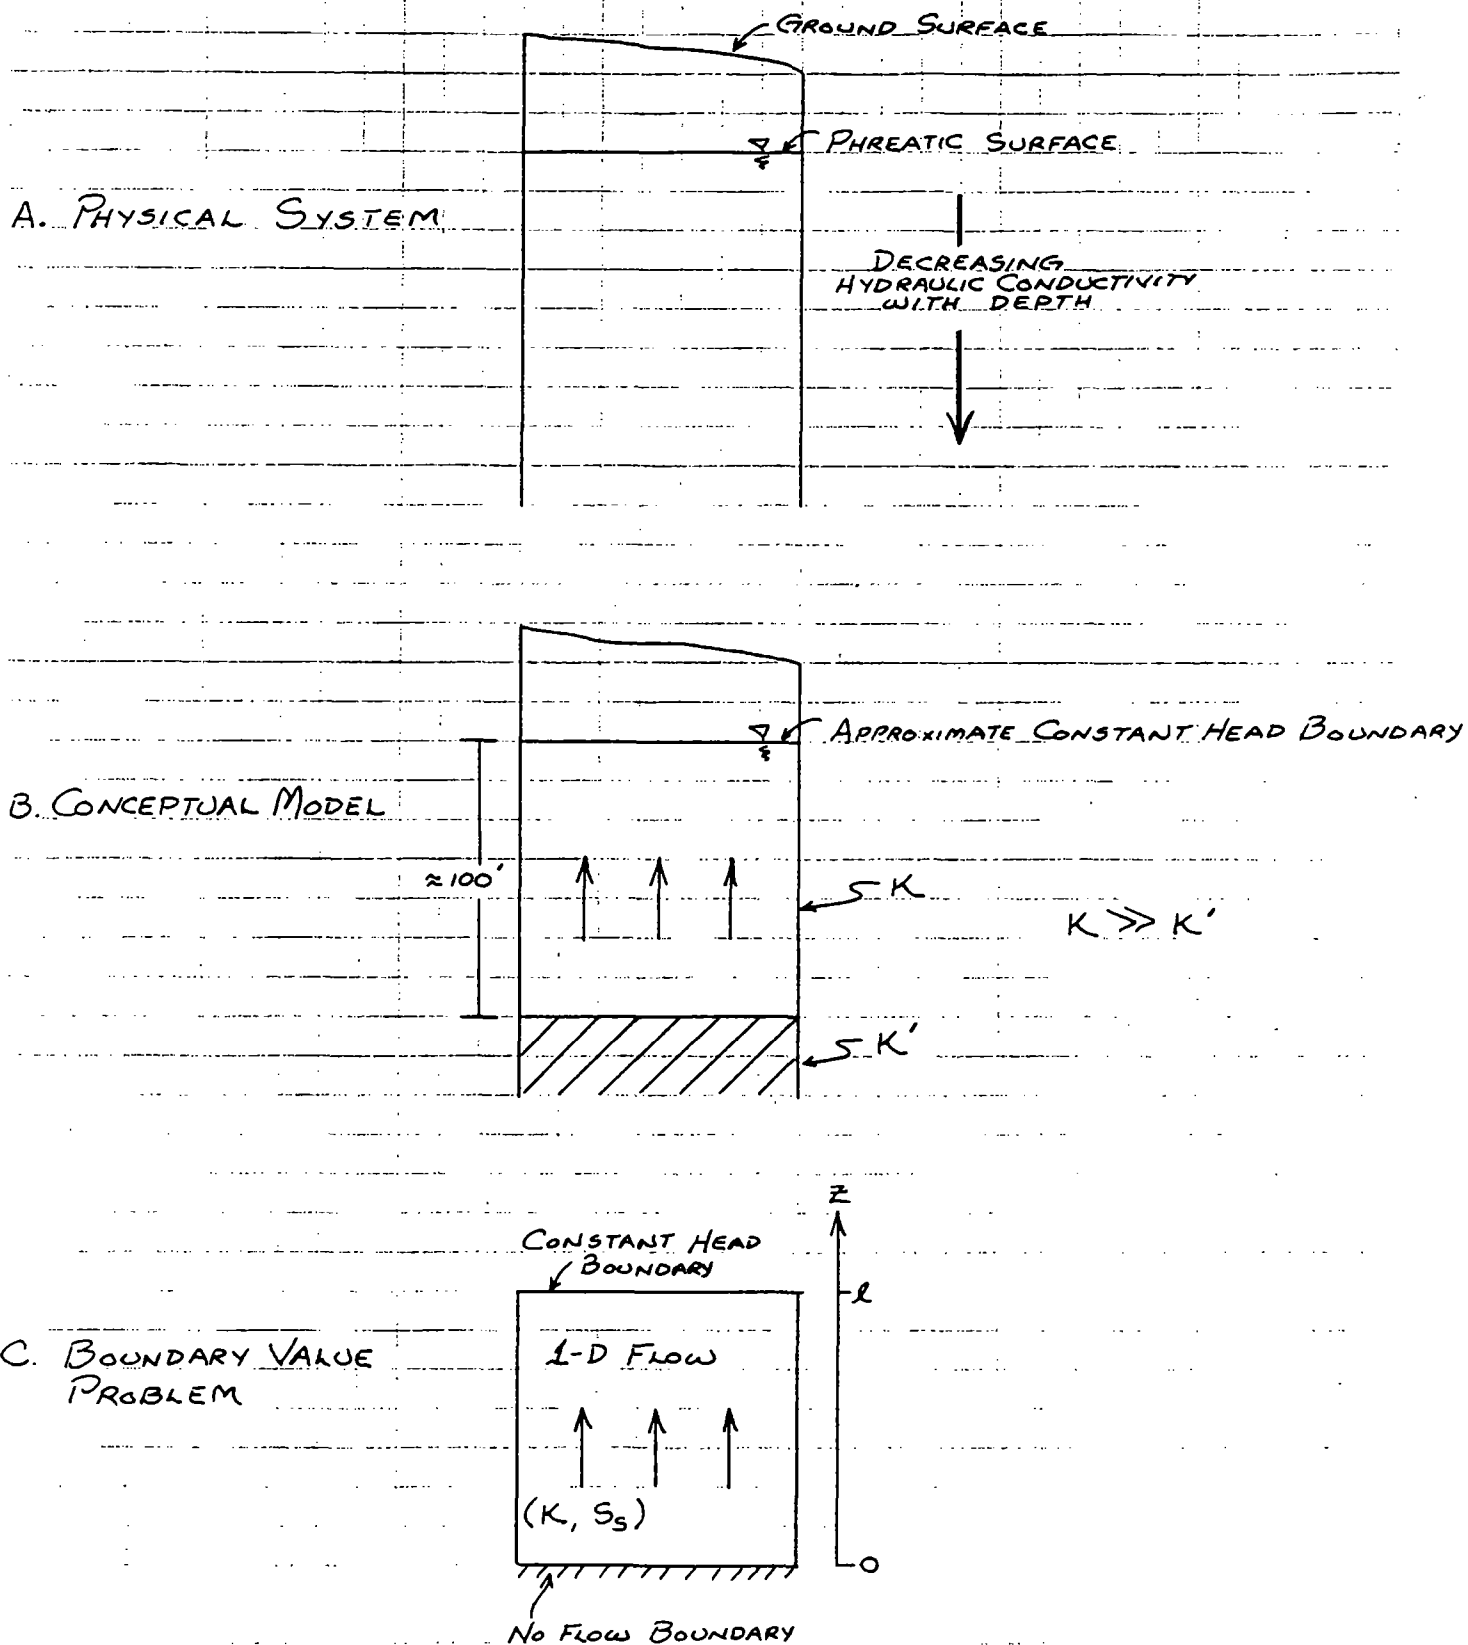 GROUND SURFACE
PHREATIC SURFACE
A. PHYSICAL SYSTEM
DECREASING
HYDRAULIC CONDUCTIVITY
WITH DEPTH
APPROXIMATE CONSTANT HEAD BOUNDARY
B. CONCEPTUAL MODEL
≈100'
K
K >> K'
K'
Z
CONSTANT HEAD
BOUNDARY
l
C. BOUNDARY VALUE
PROBLEM
1-D FLOW
(K, Ss)
0
NO FLOW BOUNDARY